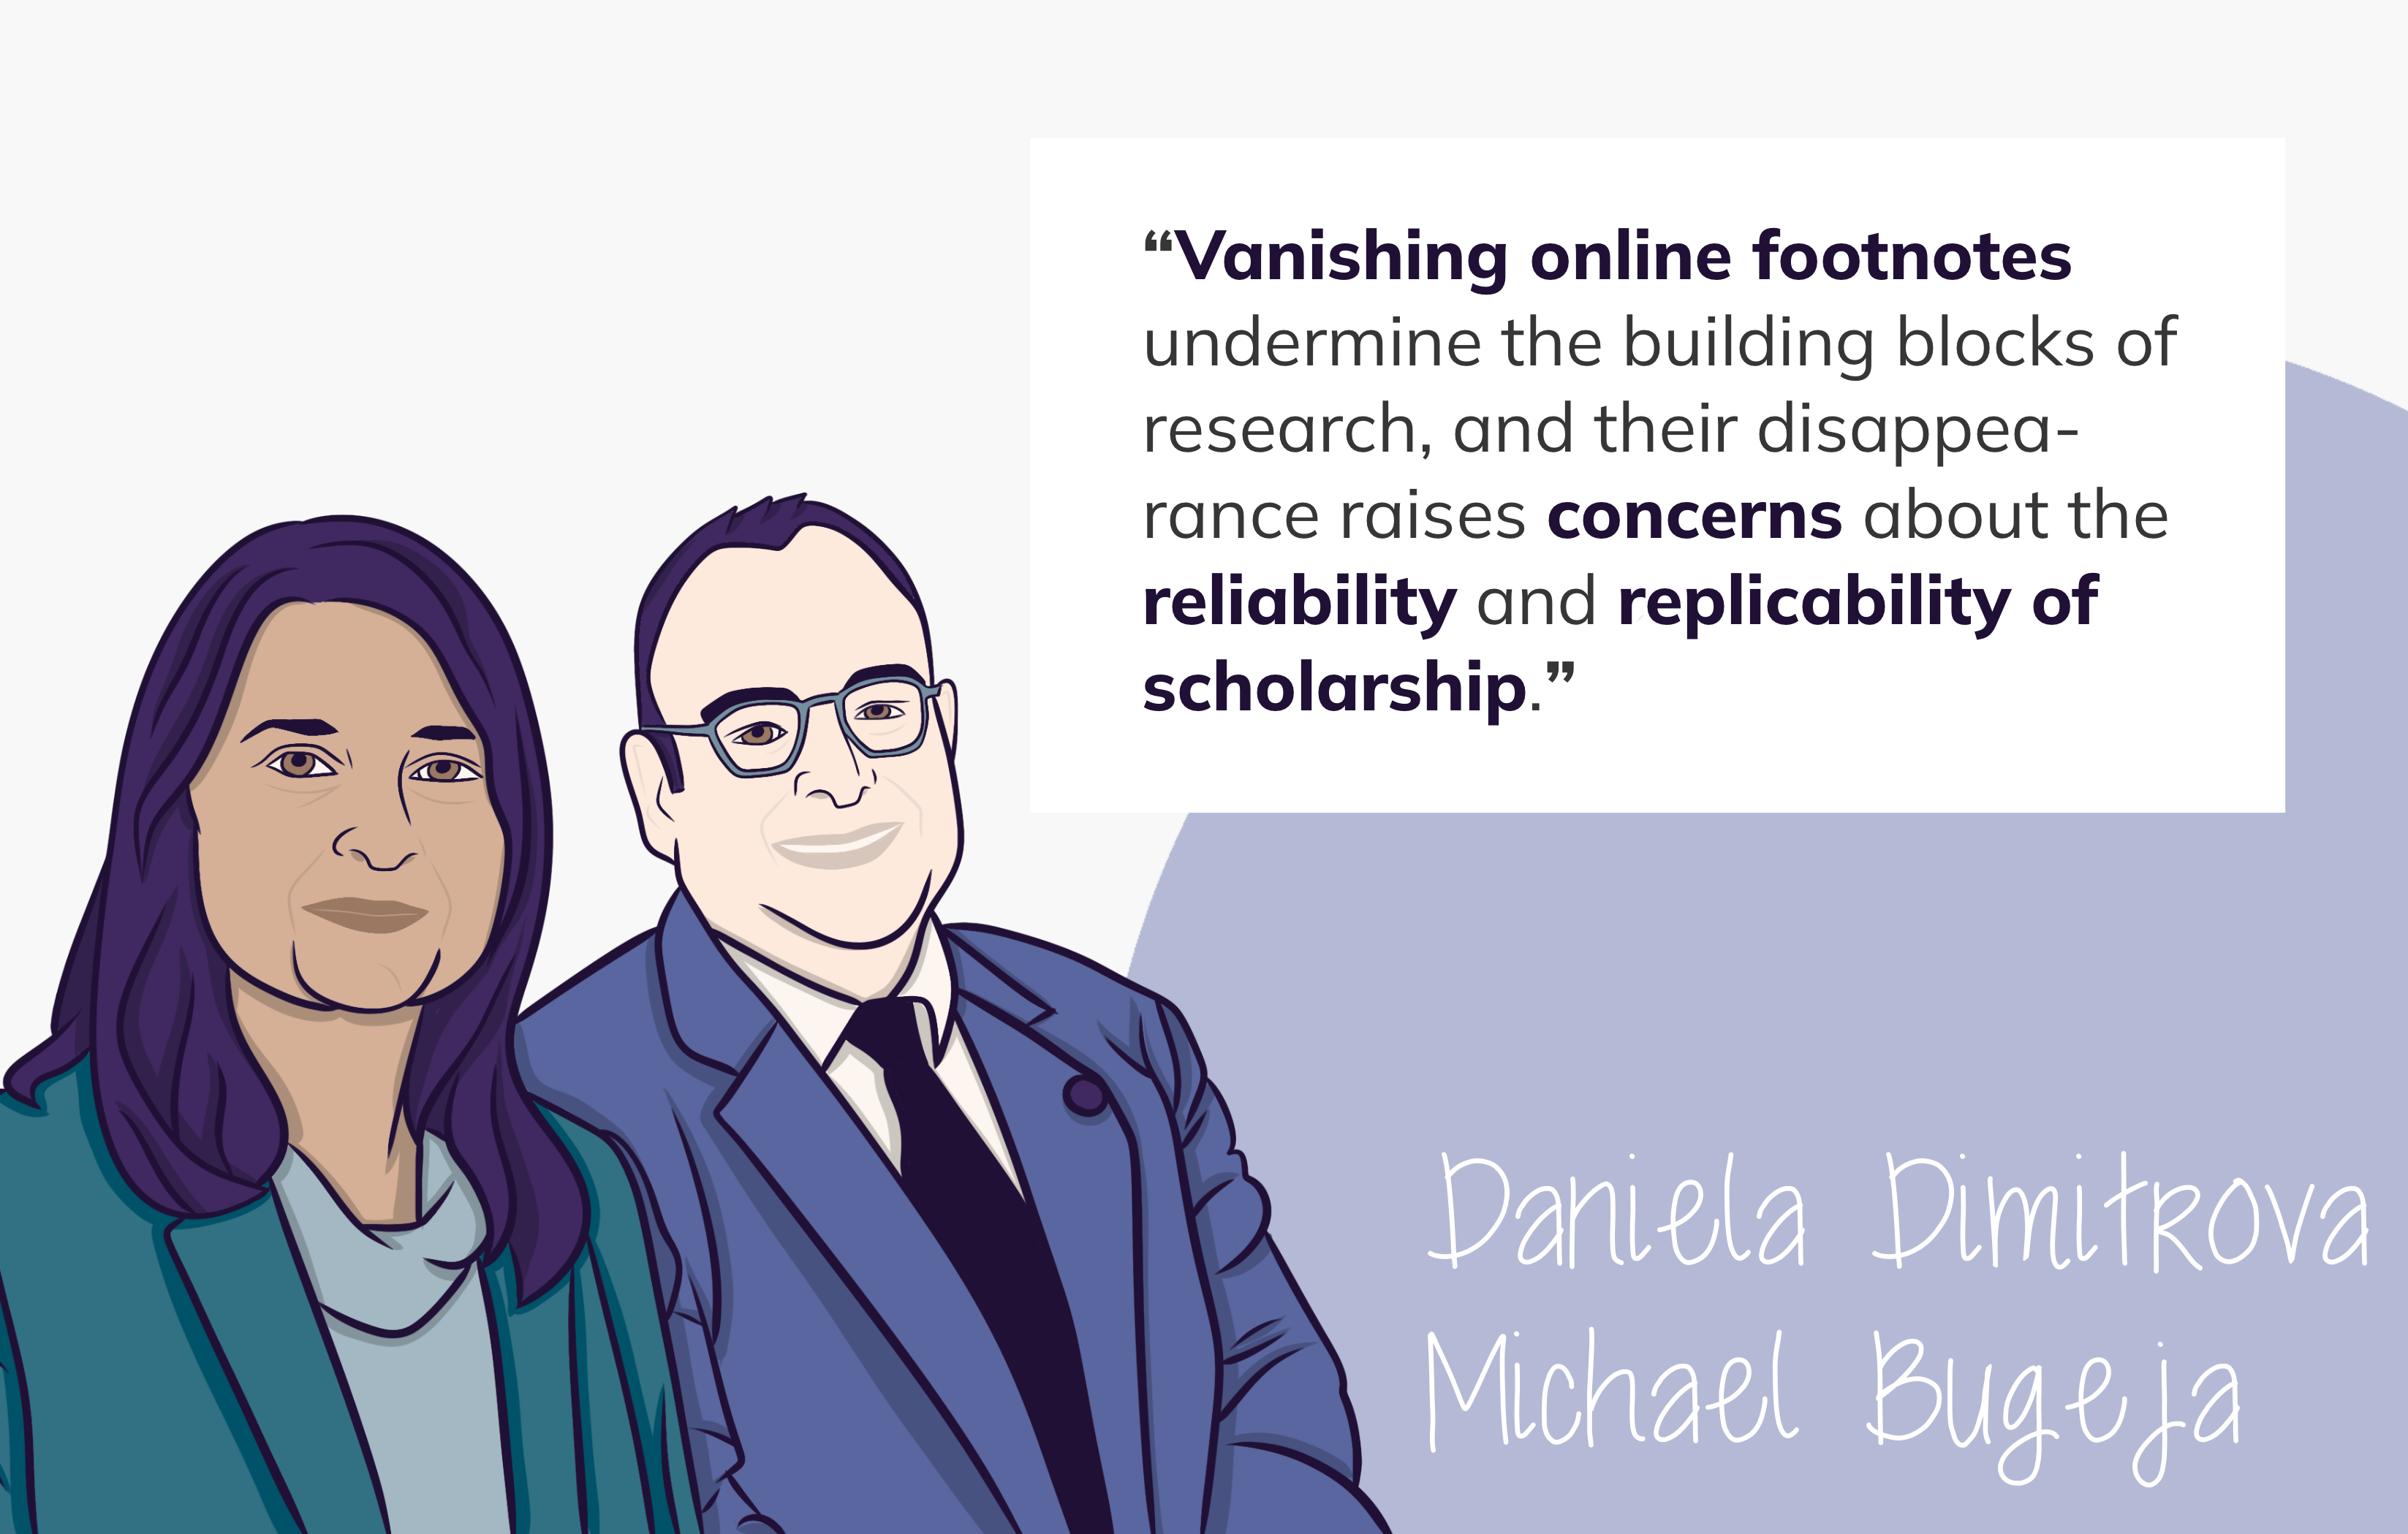 “Vanishing online footnotes
undermine the building blocks of
research, and their disappea-
rance raises concerns about the
reliability and replicability of
scholarship.”
Daniela Dimitrova
Michael Bugeja